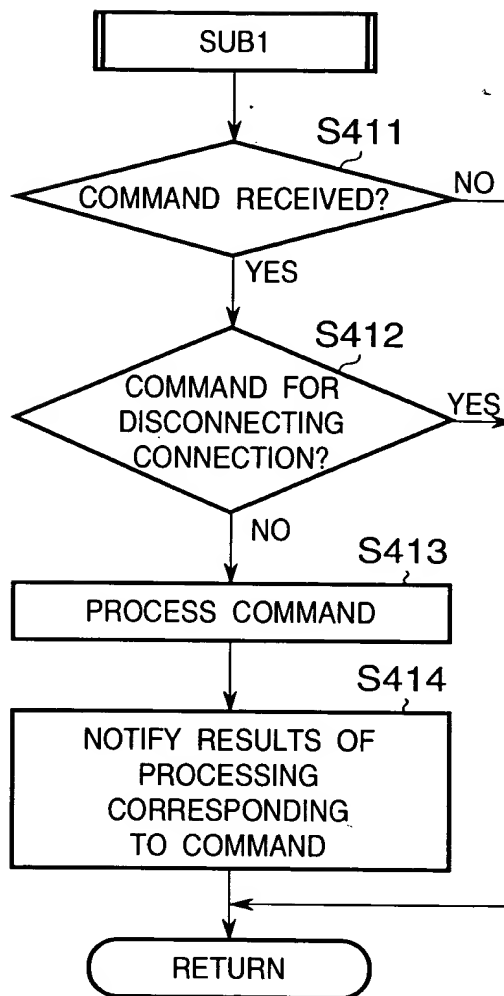 SUB1
S411
COMMAND RECEIVED?
NO
YES
S412
COMMAND FOR
DISCONNECTING
CONNECTION?
YES
NO
S413
PROCESS COMMAND
S414
NOTIFY RESULTS OF
PROCESSING
CORRESPONDING
TO COMMAND
RETURN